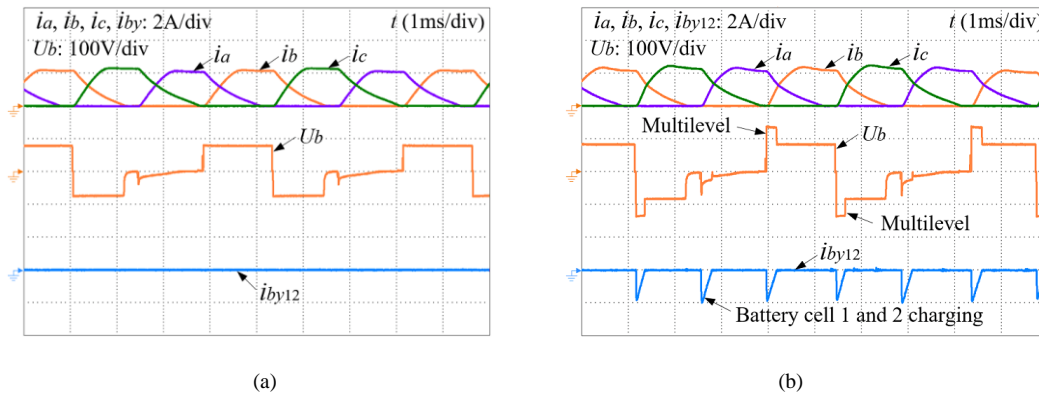 ia, ib, ic, iby: 2A/div
t (1ms/div)
Ub: 100V/div
ia
ib
ic
Ub
iby12
(a)
ia, ib, ic, iby12: 2A/div
t (1ms/div)
Ub: 100V/div
ia
ib
ic
Multilevel
Ub
Multilevel
iby12
Battery cell 1 and 2 charging
(b)